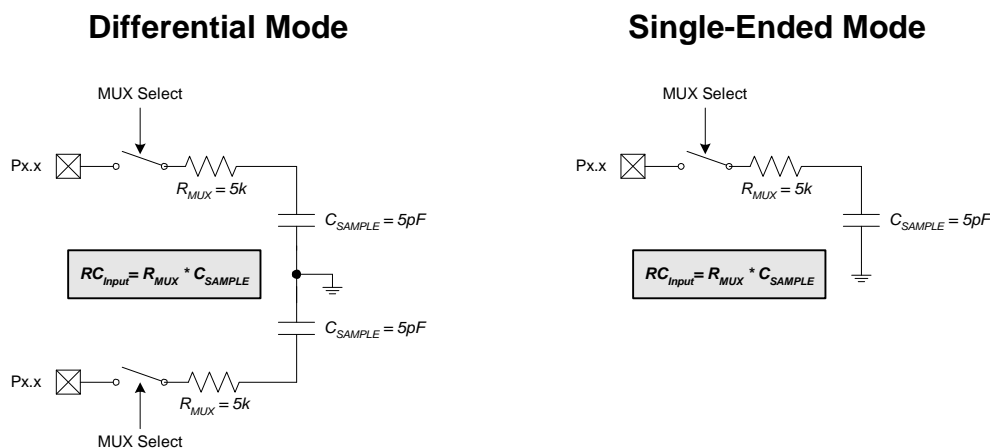 Differential Mode
MUX Select
Px.x
R_MUX = 5k
C_SAMPLE = 5pF
RC_Input = R_MUX * C_SAMPLE
C_SAMPLE = 5pF
Px.x
R_MUX = 5k
MUX Select
Single-Ended Mode
MUX Select
Px.x
R_MUX = 5k
C_SAMPLE = 5pF
RC_Input = R_MUX * C_SAMPLE